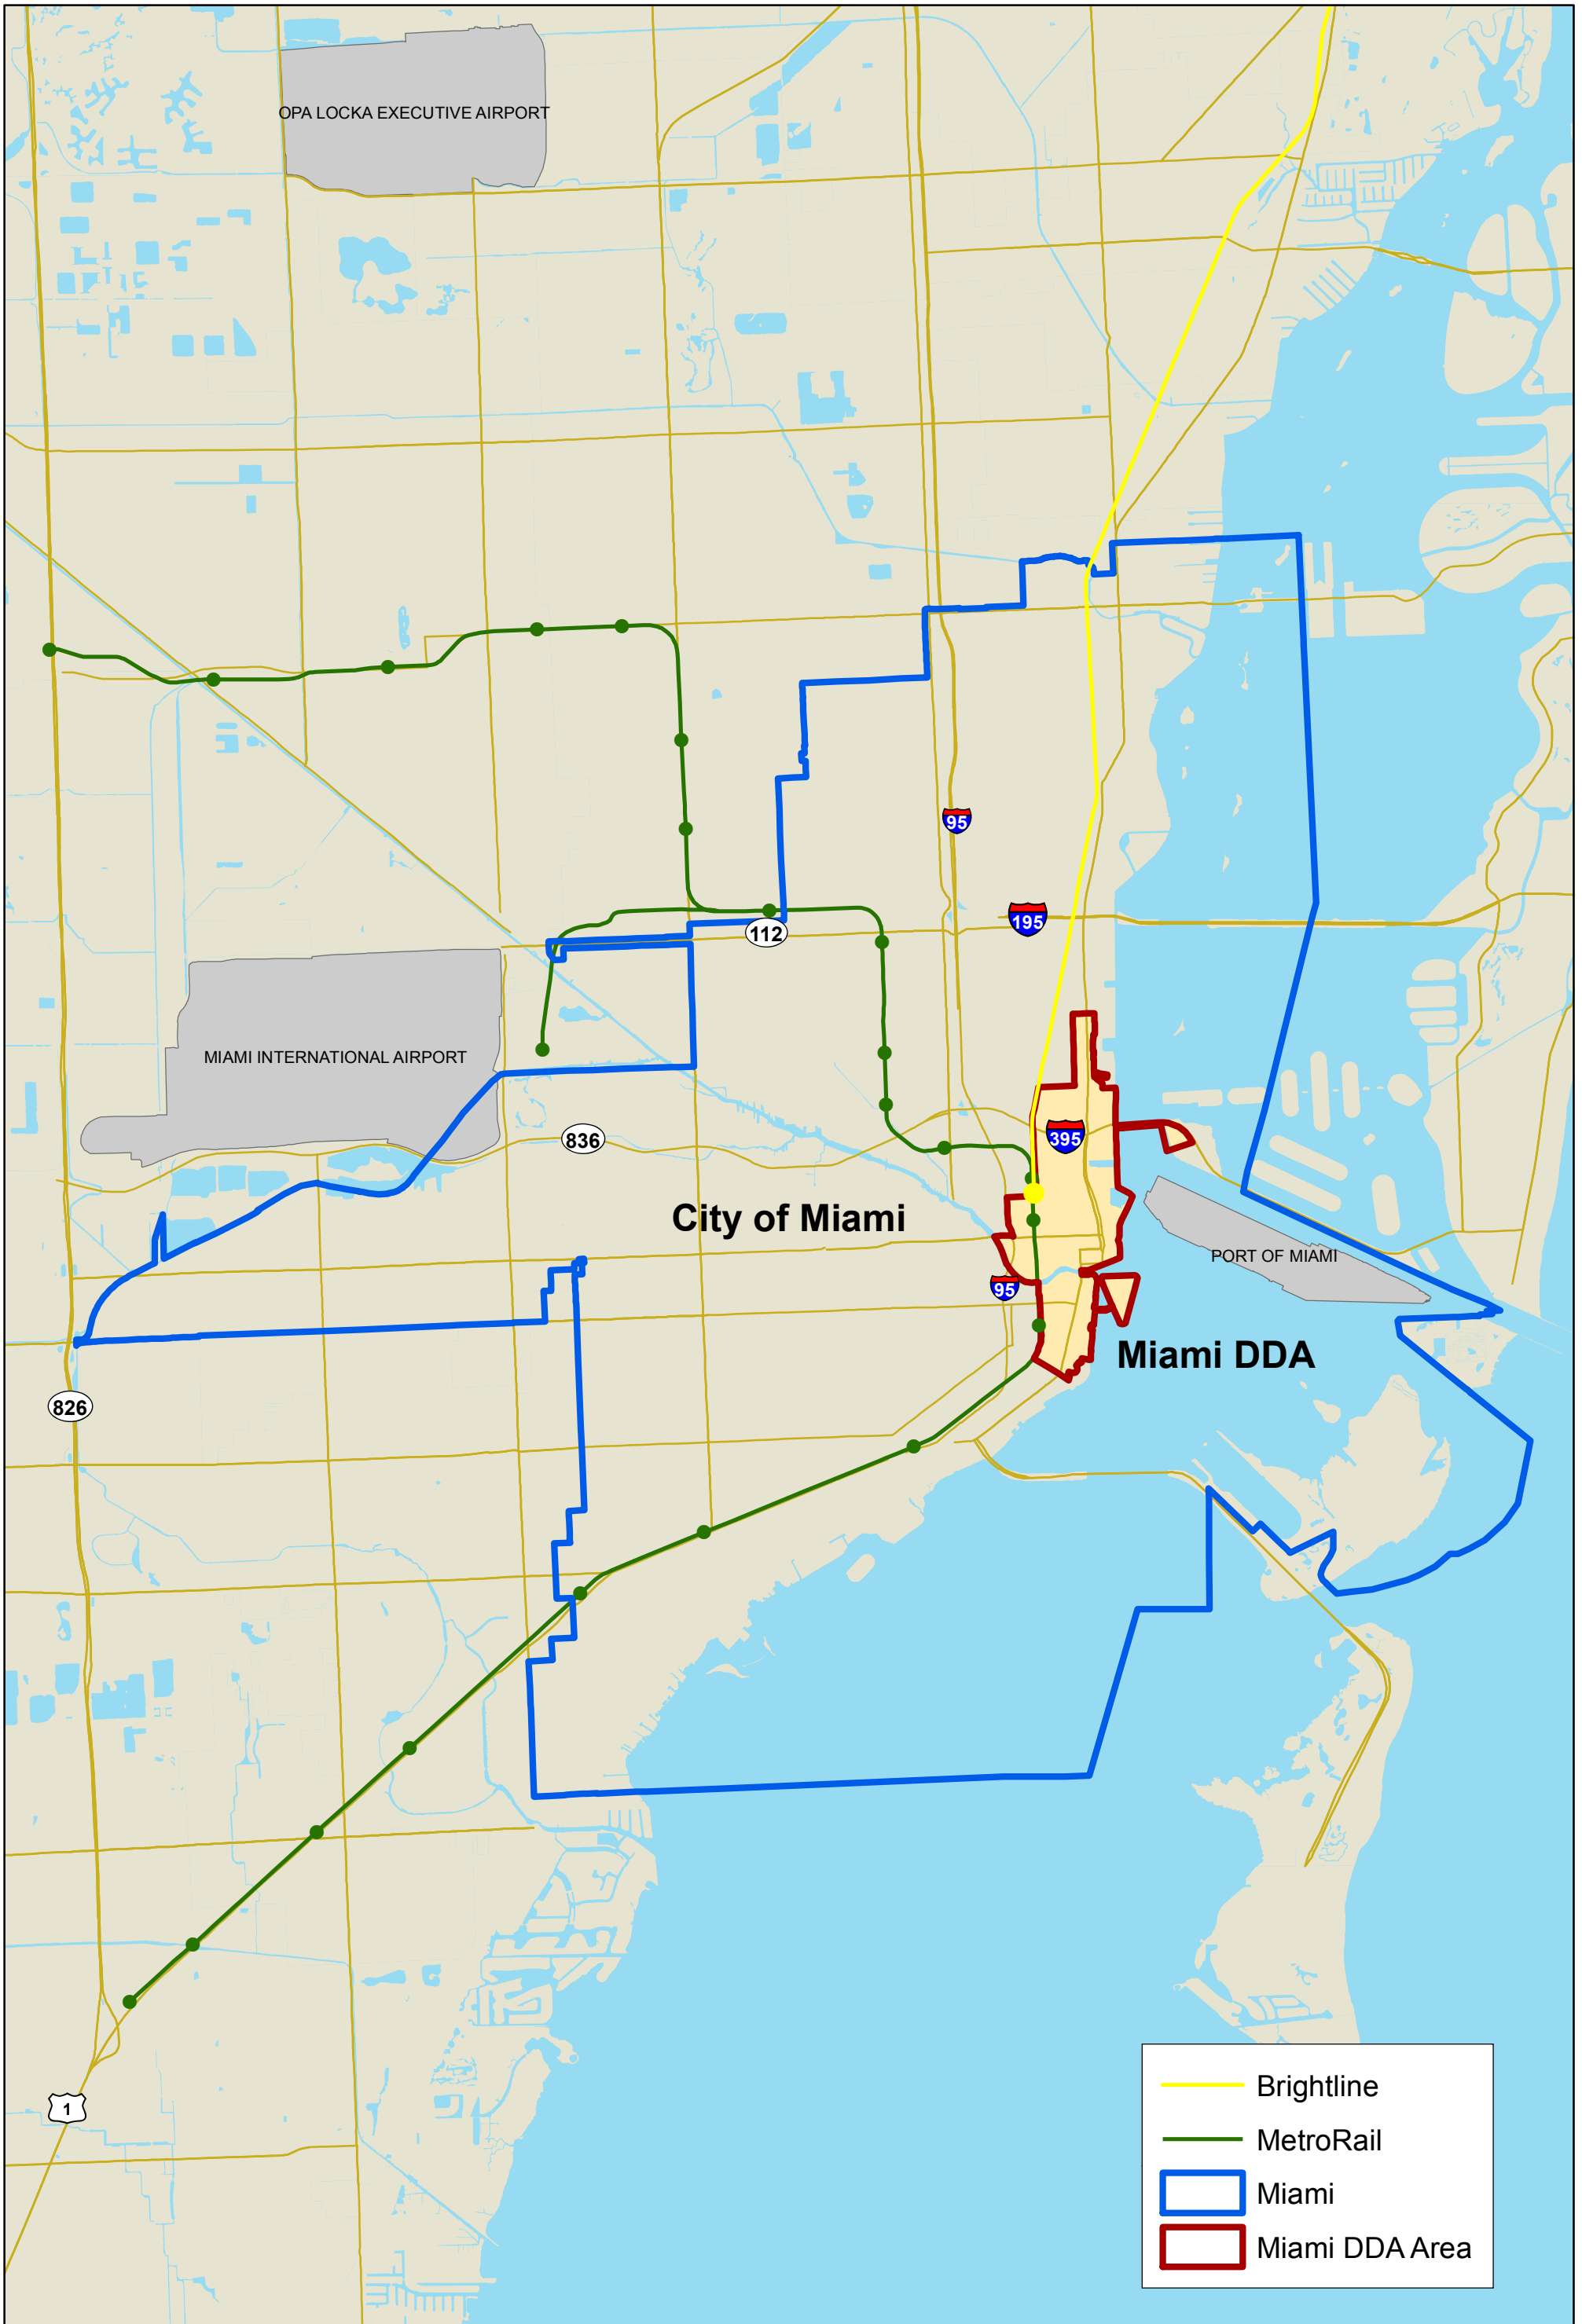 OPA LOCKA EXECUTIVE AIRPORT
95
195
112
MIAMI INTERNATIONAL AIRPORT
836
395
City of Miami
PORT OF MIAMI
95
Miami DDA
826
1
Brightline
MetroRail
Miami
Miami DDA Area